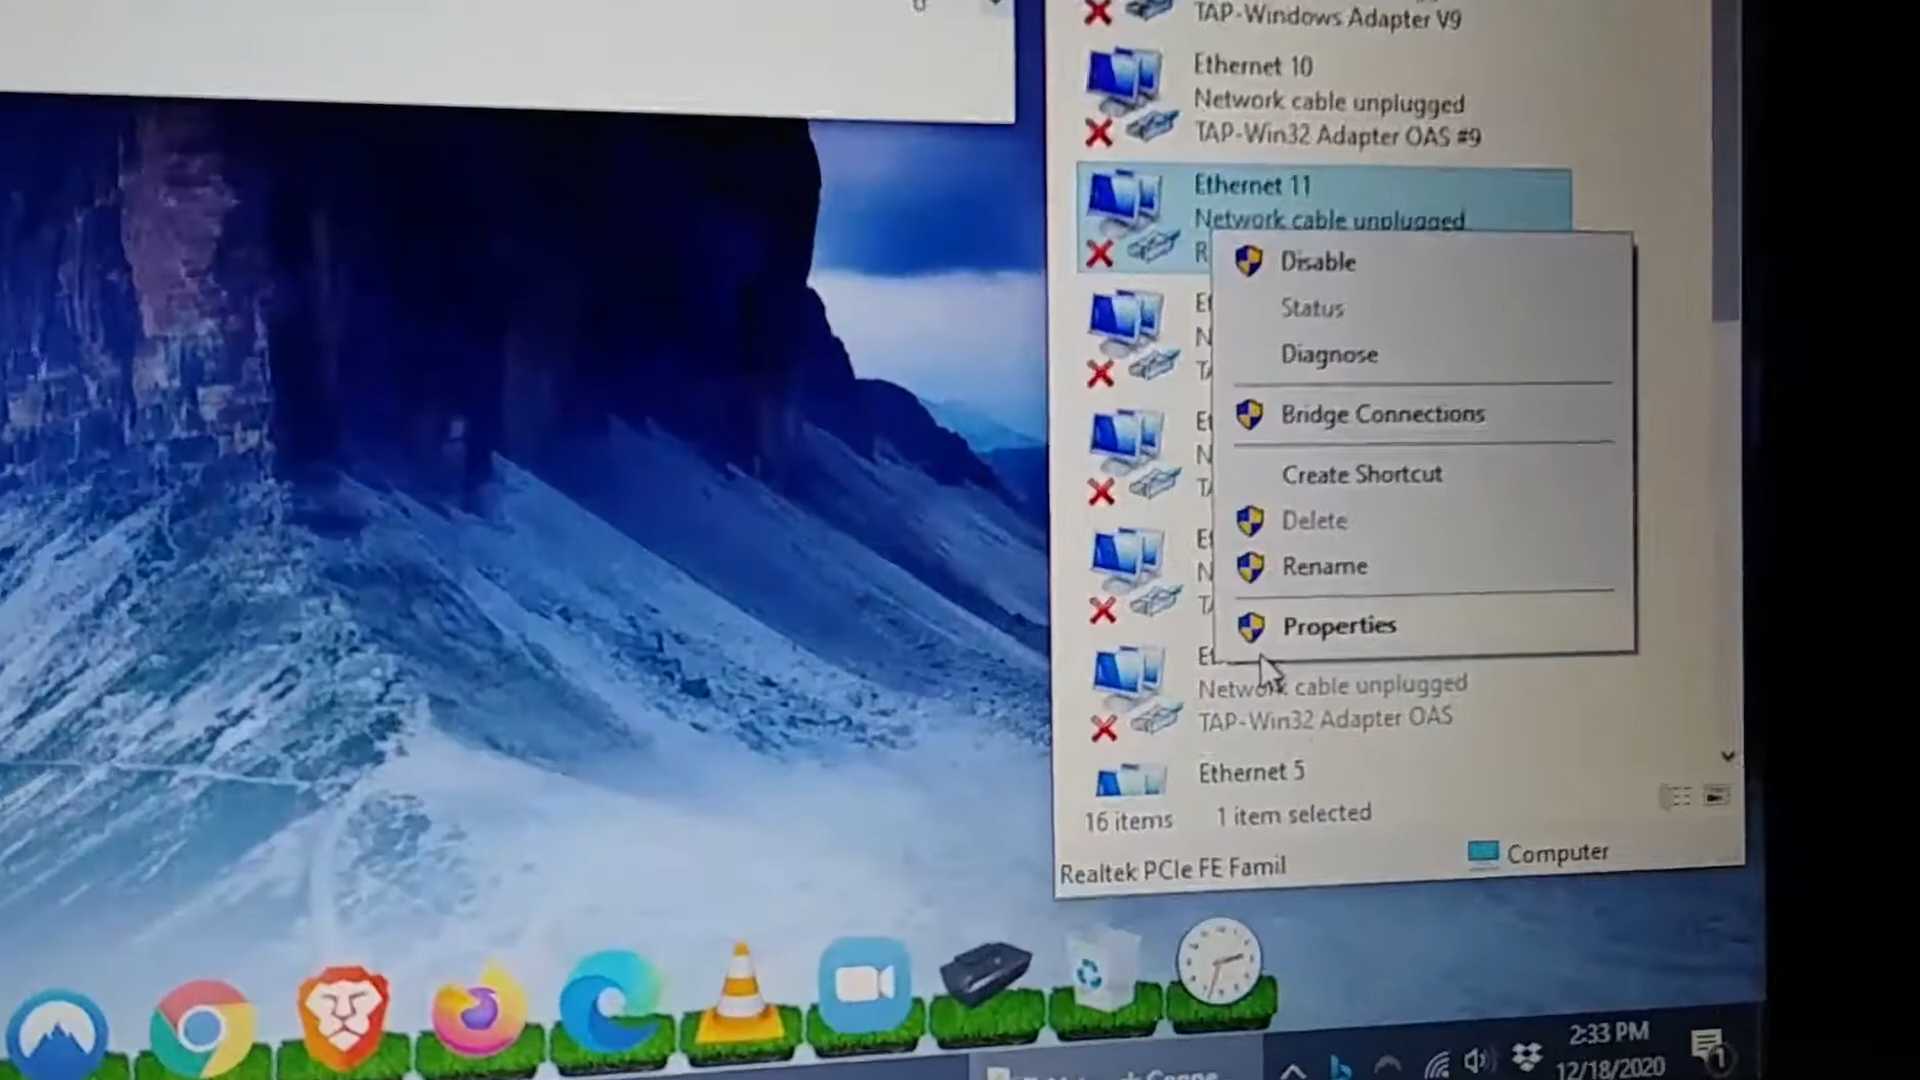 TAP-Windows Adapter V9
Ethernet 10
Network cable unplugged
TAP-Win32 Adapter OAS #9
Ethernet 11
Network cable unplugged
Disable
Status
Diagnose
Bridge Connections
Create Shortcut
Delete
Rename
Properties
Network cable unplugged
TAP-Win32 Adapter OAS
Ethernet 5
16 items 1 item selected
Realtek PCIe FE Famil
Computer
2:33 PM
12/18/2020
1